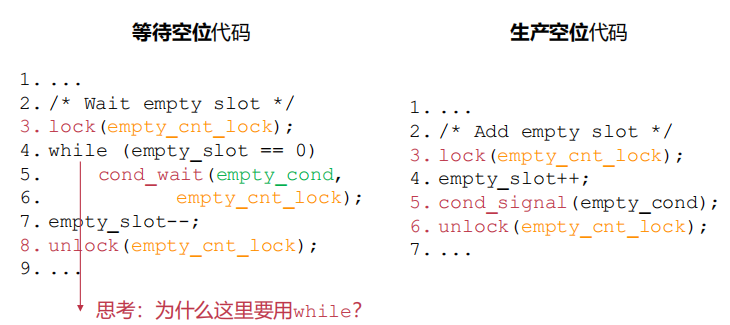 等待空位代码
1. ...
2. /* Wait empty slot */
3. lock(empty_cnt_lock);
4. while (empty_slot == 0)
5.     cond_wait(empty_cond,
6.           empty_cnt_lock);
7. empty_slot--;
8. unlock(empty_cnt_lock);
9. ...
思考：为什么这里要用while?
生产空位代码
1. ...
2. /* Add empty slot */
3. lock(empty_cnt_lock);
4. empty_slot++;
5. cond_signal(empty_cond);
6. unlock(empty_cnt_lock);
7. ...